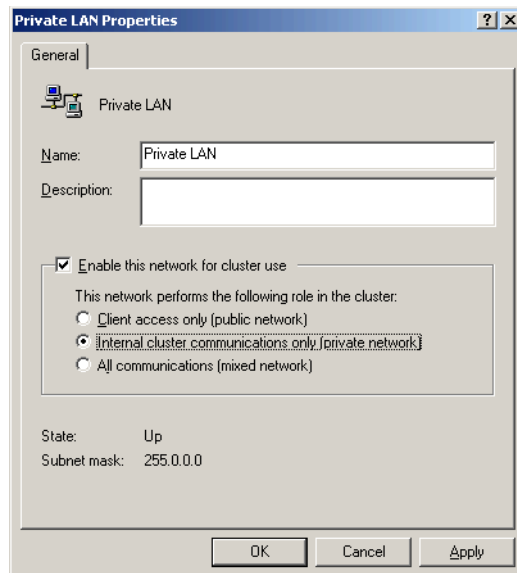 Private LAN Properties
General
Private LAN
Name: Private LAN
Description:
Enable this network for cluster use
This network performs the following role in the cluster:
Client access only (public network)
Internal cluster communications only (private network)
All communications (mixed network)
State: Up
Subnet mask: 255.0.0.0
OK Cancel Apply